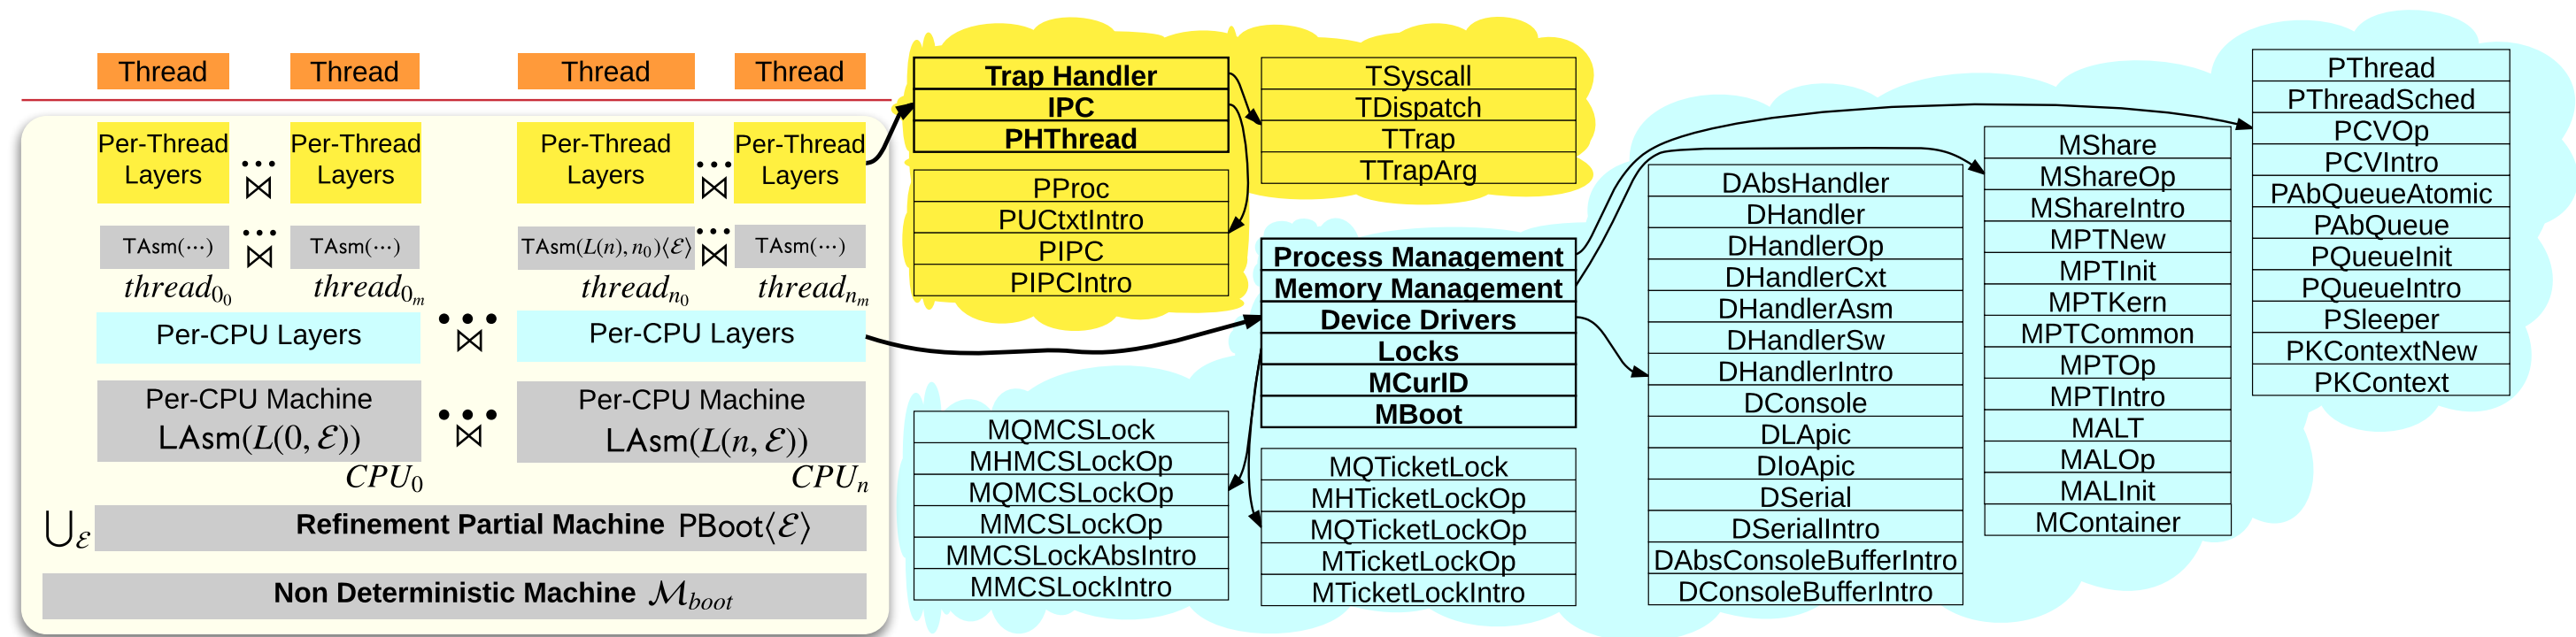 Thread Thread Thread Thread
Per-Thread Layers
Per-Thread Layers
Per-Thread Layers
Per-Thread Layers
••• ⋈
••• ⋈
TAsm(···)
TAsm(···)
TAsm(L(n), n₀)⟨ℰ⟩
TAsm(···)
••• ⋈
••• ⋈
thread₀₀
thread₀ₘ
threadₙ₀
threadₙₘ
Per-CPU Layers
Per-CPU Layers
••• ⋈
Per-CPU Machine
LAsm(L(0, ℰ))
CPU₀
Per-CPU Machine
LAsm(L(n, ℰ))
CPUₙ
••• ⋈
⋃ℰ
Refinement Partial Machine PBoot⟨ℰ⟩
Non Deterministic Machine ℳboot
Trap Handler
IPC
PHThread
PProc
PUCtxtIntro
PIPC
PIPCIntro
TSyscall
TDispatch
TTrap
TTrapArg
Process Management
Memory Management
Device Drivers
Locks
MCurID
MBoot
MQMCSLock
MHMCSLockOp
MQMCSLockOp
MMCSLockOp
MMCSLockAbsIntro
MMCSLockIntro
MQTicketLock
MHTicketLockOp
MQTicketLockOp
MTicketLockOp
MTicketLockIntro
DAbsHandler
DHandler
DHandlerOp
DHandlerCxt
DHandlerAsm
DHandlerSw
DHandlerIntro
DConsole
DLApic
DIoApic
DSerial
DSerialIntro
DAbsConsoleBufferIntro
DConsoleBufferIntro
MShare
MShareOp
MShareIntro
MPTNew
MPTInit
MPTKern
MPTCommon
MPTOp
MPTIntro
MALT
MALOp
MALInit
MContainer
PThread
PThreadSched
PCVOp
PCVIntro
PAbQueueAtomic
PAbQueue
PQueueInit
PQueueIntro
PSleeper
PKContextNew
PKContext